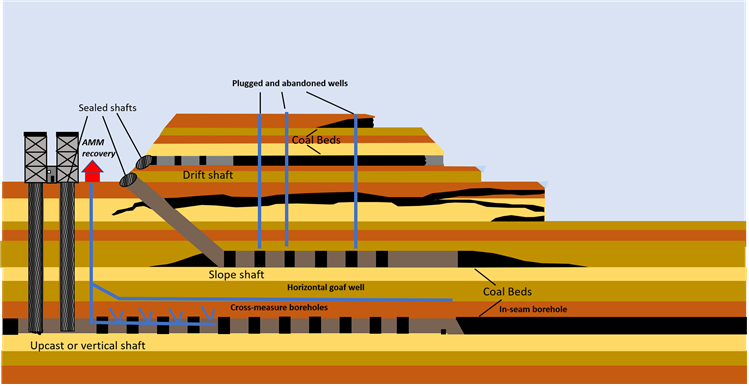 Plugged and abandoned wells
Sealed shafts
AMM
recovery
Coal Beds
Drift shaft
Slope shaft
Horizontal goaf well
Coal Beds
Cross-measure boreholes
In-seam borehole
Upcast or vertical shaft